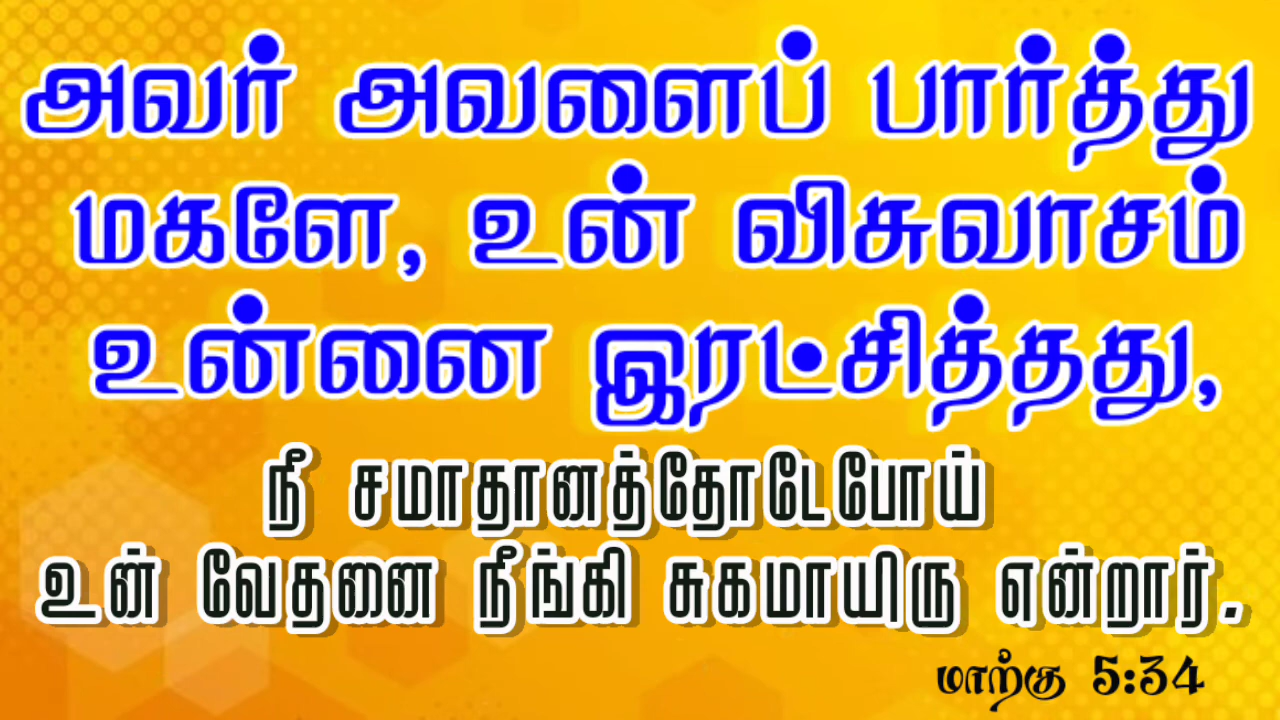 அவர் அவளைப் பார்த்து
மகளே, உன் விசுவாசம்
உன்னை இரட்சித்தது,
நீ சமாதானத்தோடேபோய்
உன் வேதனை நீங்கி சுகமாயிரு என்றார்.
மாற்கு 5:34